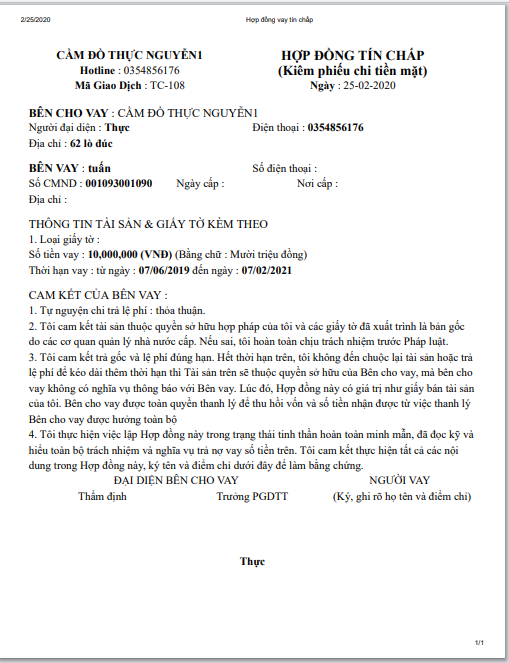 2/25/2020 Hợp đồng vay tín chấp
CẦM ĐỒ THỰC NGUYỄN1 HỢP ĐỒNG TÍN CHẤP
Hotline : 0354856176 (Kiêm phiếu chi tiền mặt)
Mã Giao Dịch : TC-108 Ngày : 25-02-2020
BÊN CHO VAY : CẦM ĐỒ THỰC NGUYỄN1
Người đại diện : Thực Điện thoại : 0354856176
Địa chỉ : 62 lò đúc
BÊN VAY : tuấn Số điện thoại :
Số CMND : 001093001090 Ngày cấp : Nơi cấp :
Địa chỉ :
THÔNG TIN TÀI SẢN & GIẤY TỜ KÈM THEO
1. Loại giấy tờ :
Số tiền vay : 10,000,000 (VNĐ) (Bằng chữ : Mười triệu đồng)
Thời hạn vay : từ ngày : 07/06/2019 đến ngày : 07/02/2021
CAM KẾT CỦA BÊN VAY :
1. Tự nguyện chi trả lệ phí : thỏa thuận.
2. Tôi cam kết tài sản thuộc quyền sở hữu hợp pháp của tôi và các giấy tờ đã xuất trình là bản gốc
do các cơ quan quản lý nhà nước cấp. Nếu sai, tôi hoàn toàn chịu trách nhiệm trước Pháp luật.
3. Tôi cam kết trả gốc và lệ phí đúng hạn. Hết thời hạn trên, tôi không đến chuộc lại tài sản hoặc trả
lệ phí để kéo dài thêm thời hạn thì Tài sản trên sẽ thuộc quyền sở hữu của Bên cho vay, mà bên cho
vay không có nghĩa vụ thông báo với Bên vay. Lúc đó, Hợp đồng này có giá trị như giấy bán tài sản
của tôi. Bên cho vay được toàn quyền thanh lý để thu hồi vốn và số tiền nhận được từ việc thanh lý
Bên cho vay được hưởng toàn bộ
4. Tôi thực hiện việc lập Hợp đồng này trong trạng thái tinh thần hoàn toàn minh mẫn, đã đọc kỹ và
hiểu toàn bộ trách nhiệm và nghĩa vụ trả nợ vay số tiền trên. Tôi cam kết thực hiện tất cả các nội
dung trong Hợp đồng này, ký tên và điểm chỉ dưới đây để làm bằng chứng.
ĐẠI DIỆN BÊN CHO VAY NGƯỜI VAY
Thẩm định Trưởng PGDTT (Ký, ghi rõ họ tên và điểm chỉ)
Thực
1/1